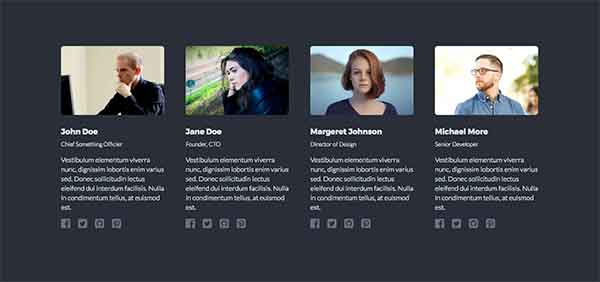 John Doe
Chief Something Officier
Vestibulum elementum viverra
nunc, dignissim lobortis enim varius
sed. Donec sollicitudin lectus
eleifend dui interdum facilisis. Nulla
in condimentum tellus, at euismod
est.
Jane Doe
Founder, CTO
Vestibulum elementum viverra
nunc, dignissim lobortis enim varius
sed. Donec sollicitudin lectus
eleifend dui interdum facilisis. Nulla
in condimentum tellus, at euismod
est.
Margeret Johnson
Director of Design
Vestibulum elementum viverra
nunc, dignissim lobortis enim varius
sed. Donec sollicitudin lectus
eleifend dui interdum facilisis. Nulla
in condimentum tellus, at euismod
est.
Michael More
Senior Developer
Vestibulum elementum viverra
nunc, dignissim lobortis enim varius
sed. Donec sollicitudin lectus
eleifend dui interdum facilisis. Nulla
in condimentum tellus, at euismod
est.